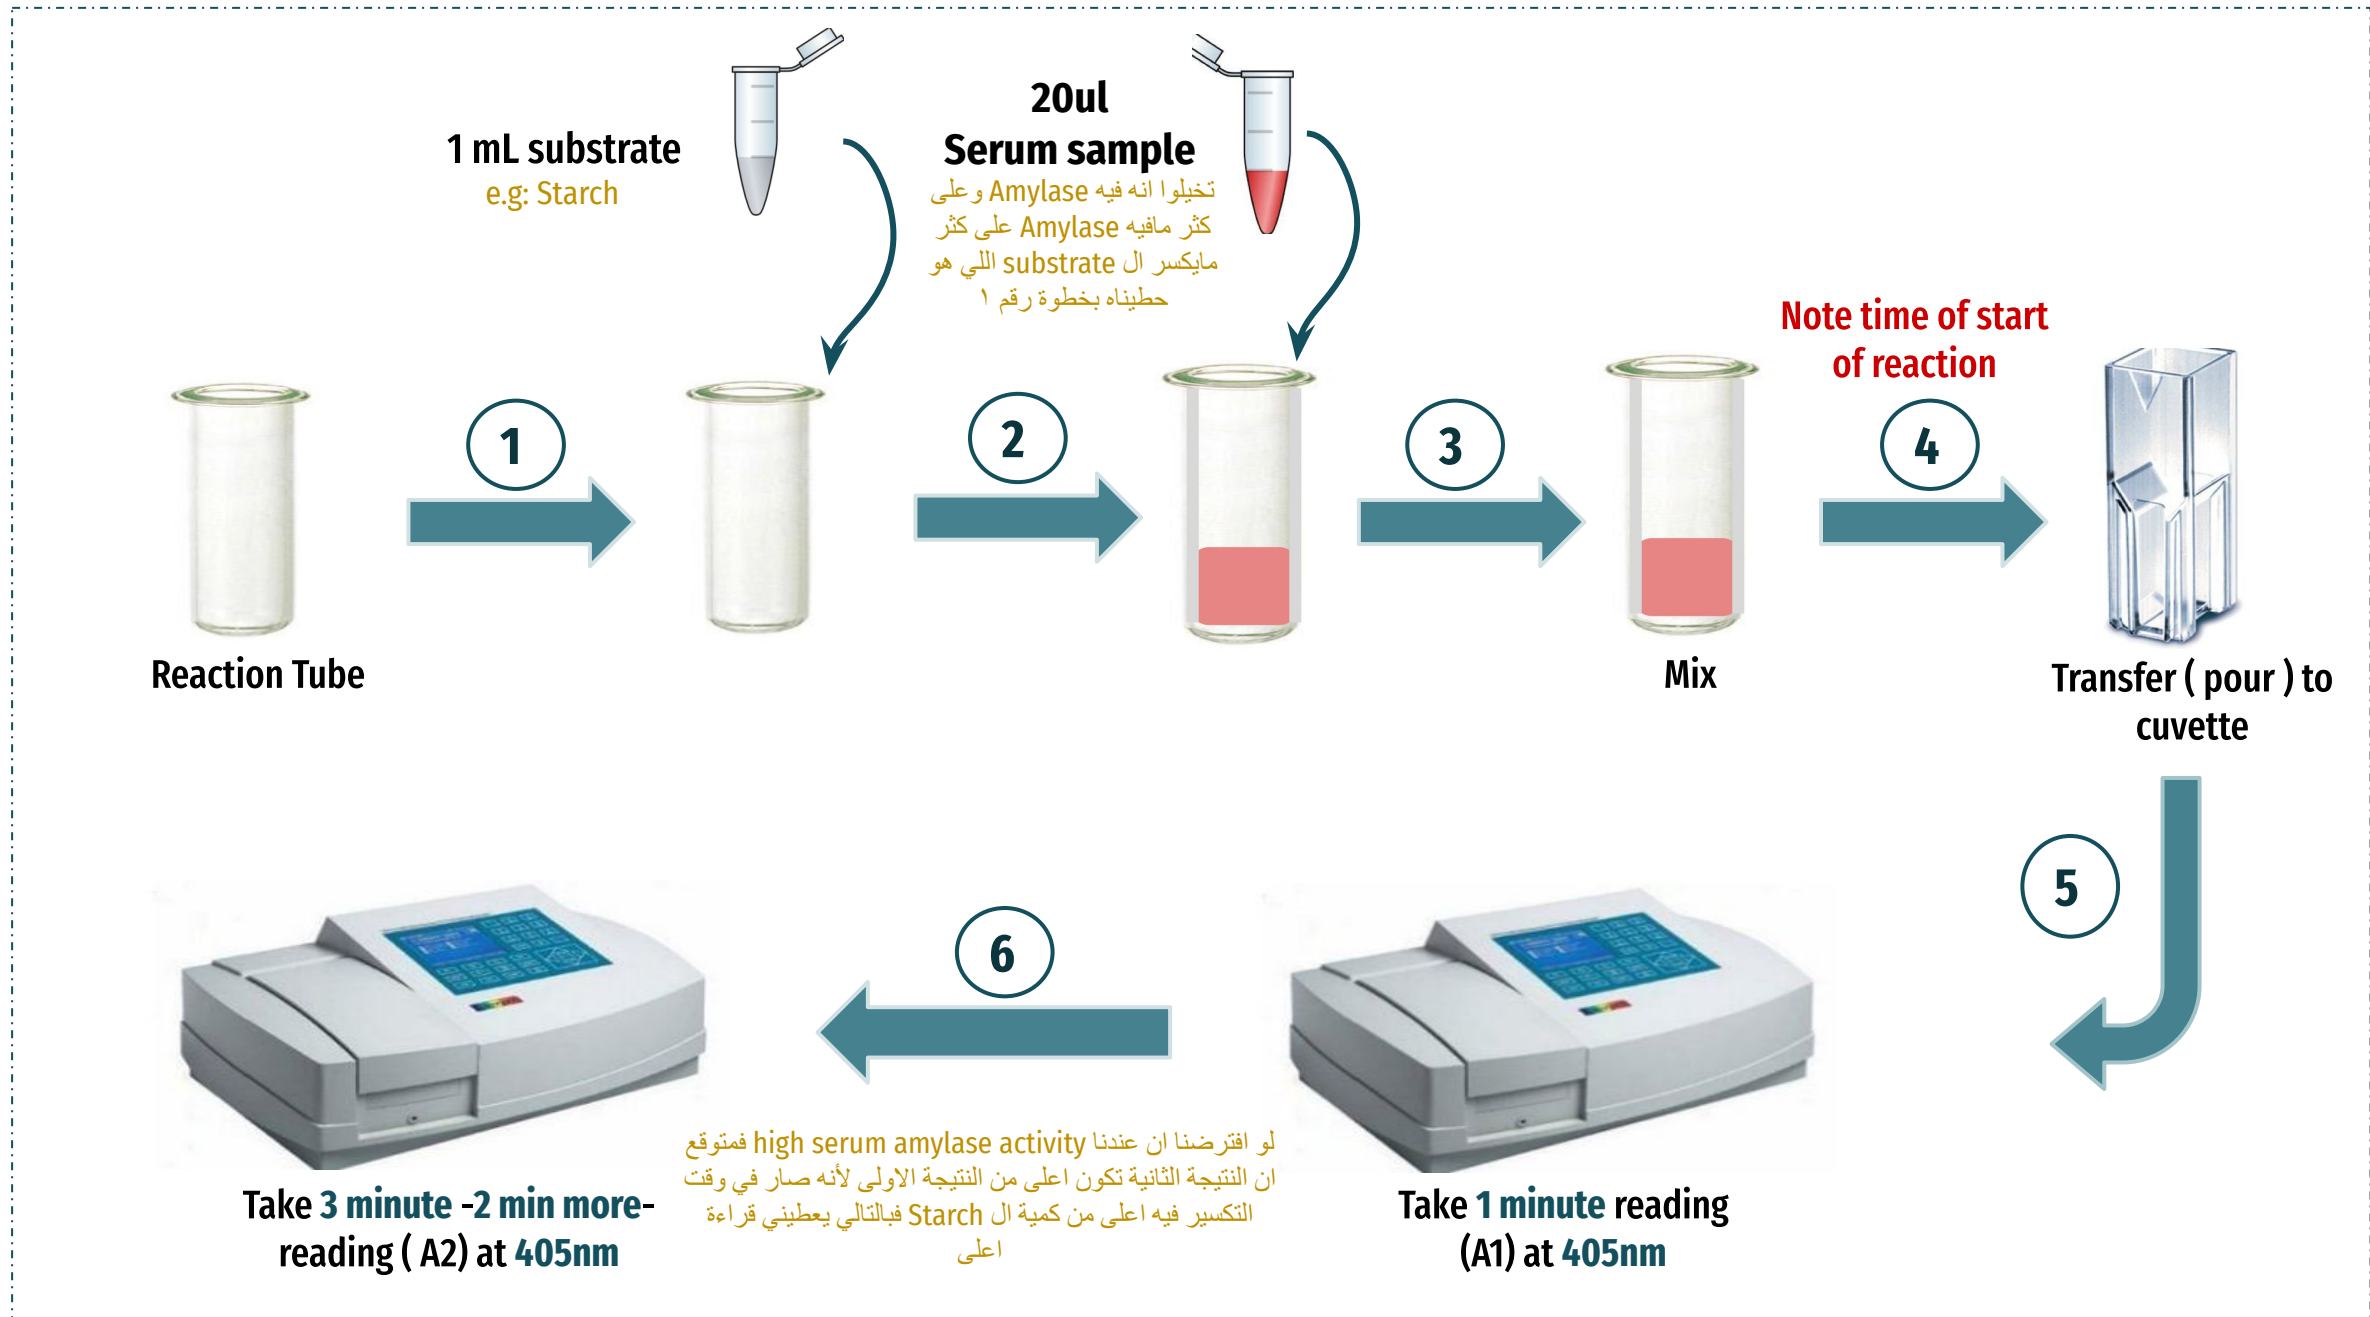 1 mL substrate
e.g: Starch
20ul
Serum sample
تخيلوا انه فيه Amylase وعلى
كثر مافيه Amylase على كثر
مايكسر ال substrate اللي هو
حطيناه بخطوة رقم ١
Note time of start
of reaction
1
2
3
4
Reaction Tube
Mix
Transfer ( pour ) to
cuvette
5
6
Take 1 minute reading
(A1) at 405nm
لو افترضنا ان عندنا high serum amylase activity فمتوقع
ان النتيجة الثانية تكون اعلى من النتيجة الاولى لأنه صار في وقت
التكسير فيه اعلى من كمية ال Starch فبالتالي يعطيني قراءة
اعلى
Take 3 minute -2 min more-
reading ( A2) at 405nm